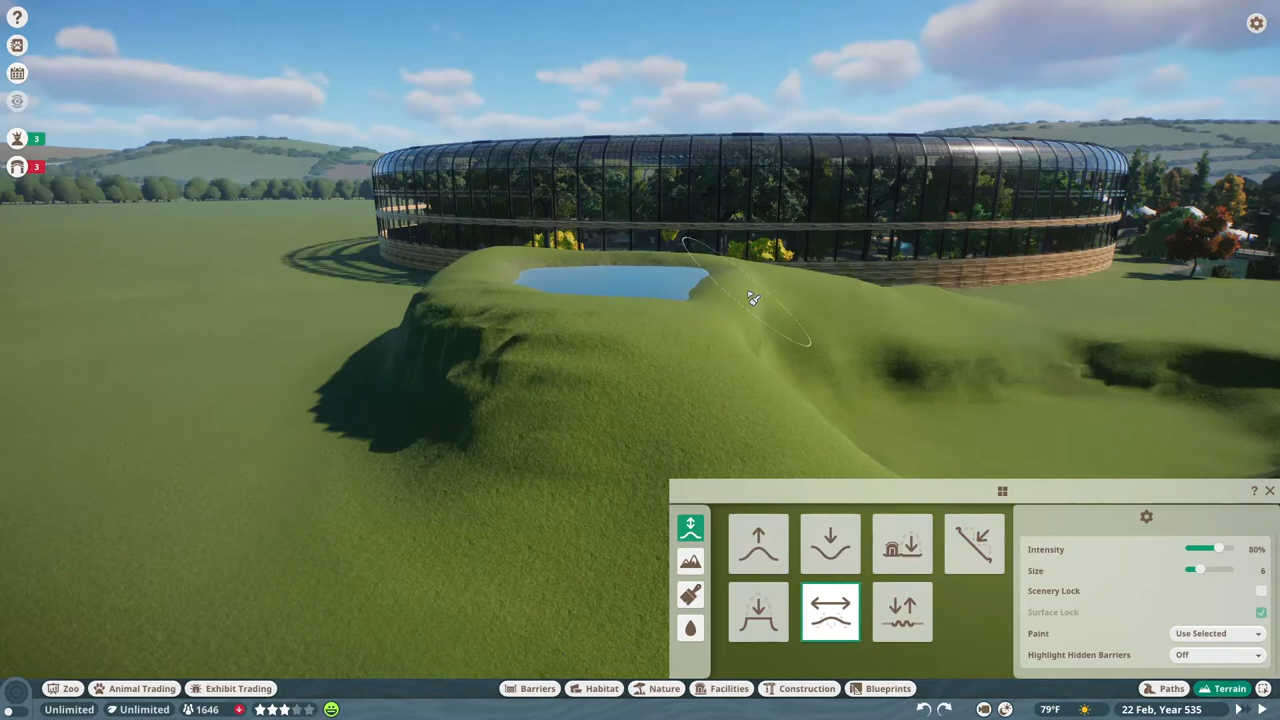 ?
3
3
? ×
Intensity 80%
Size 6
Scenery Lock
Surface Lock
Paint Use Selected
Highlight Hidden Barriers Off
Zoo Animal Trading Exhibit Trading Barriers Habitat Nature Facilities Construction Blueprints Paths Terrain
Unlimited Unlimited 1646 79°F 22 Feb, Year 535